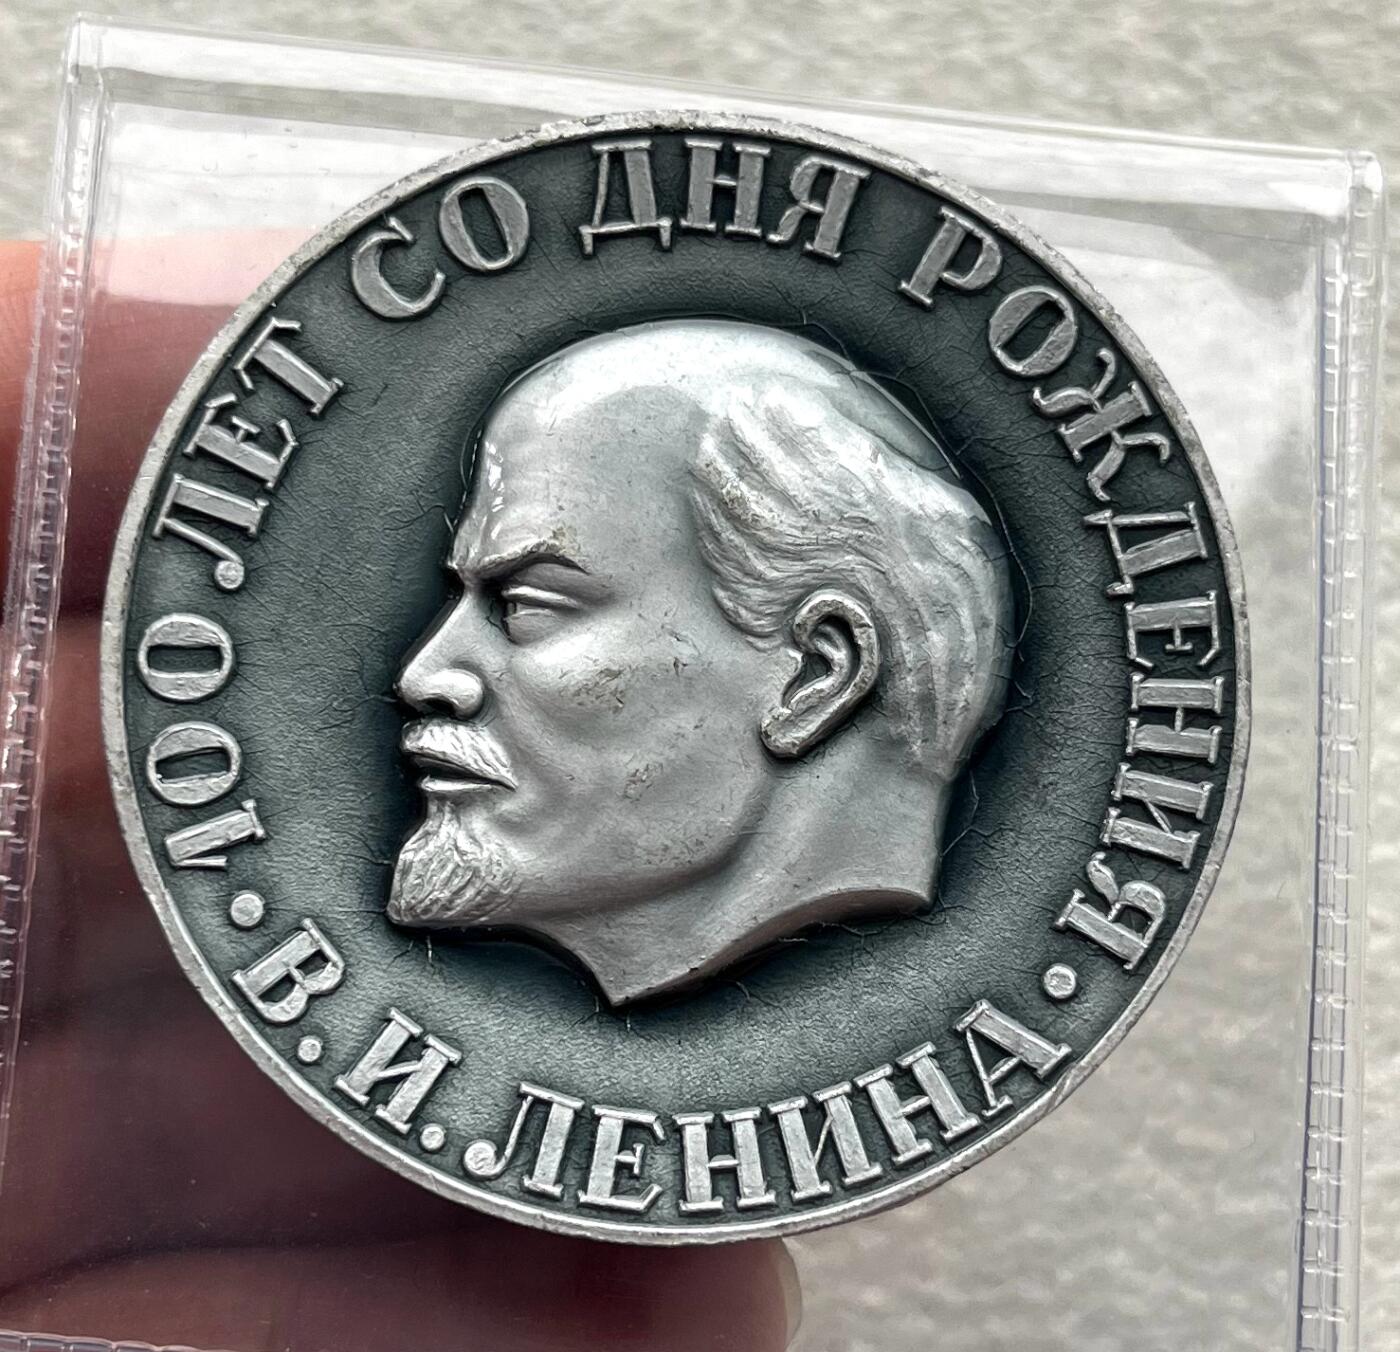 100 ЛЕТ СО ДНЯ РОЖДЕНИЯ
· В. И. ЛЕНИНА ·